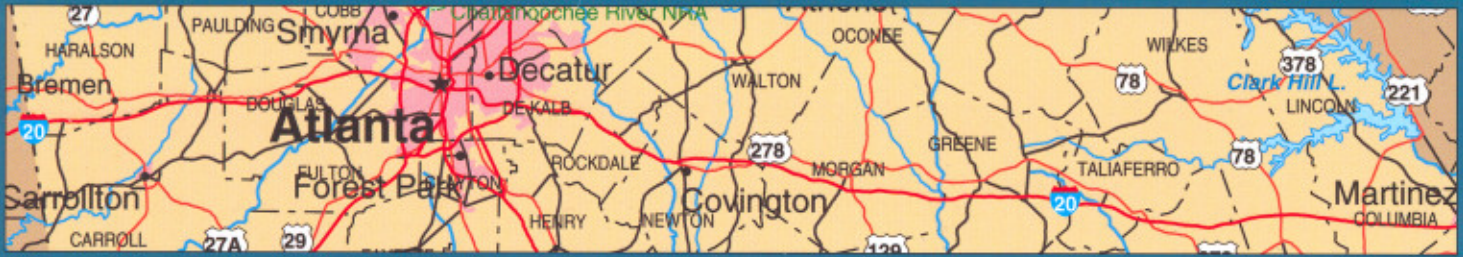 27
COBB
Chattahoochee River NRA
PAULDING
Smyrna
OCONEE
HARALSON
WILKES
378
Bremen
Decatur
WALTON
78
Clark Hill L.
221
DOUGLAS
DE KALB
LINCOLN
20
Atlanta
278
GREENE
78
ROCKDALE
MORGAN
TALIAFERRO
FULTON
Forest Park
CLAYTON
Carrollton
Covington
20
Martinez
HENRY
NEWTON
COLUMBIA
CARROLL
27A
29
129